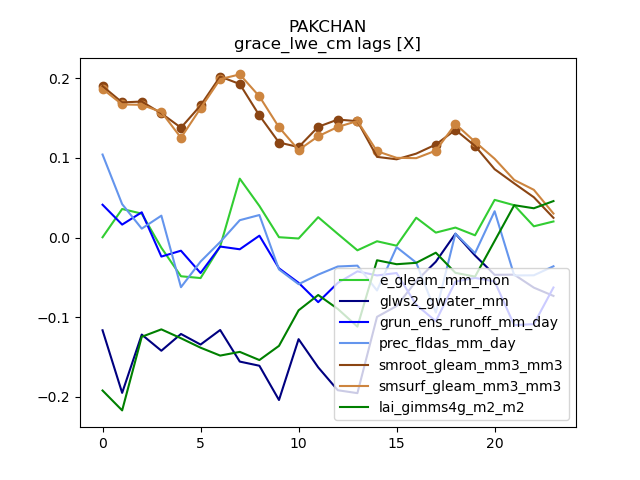 PAKCHAN
grace_lwe_cm lags [X]
0.2
0.1
0.0
−0.1
−0.2
0
5
10
15
20
e_gleam_mm_mon
glws2_gwater_mm
grun_ens_runoff_mm_day
prec_fldas_mm_day
smroot_gleam_mm3_mm3
smsurf_gleam_mm3_mm3
lai_gimms4g_m2_m2